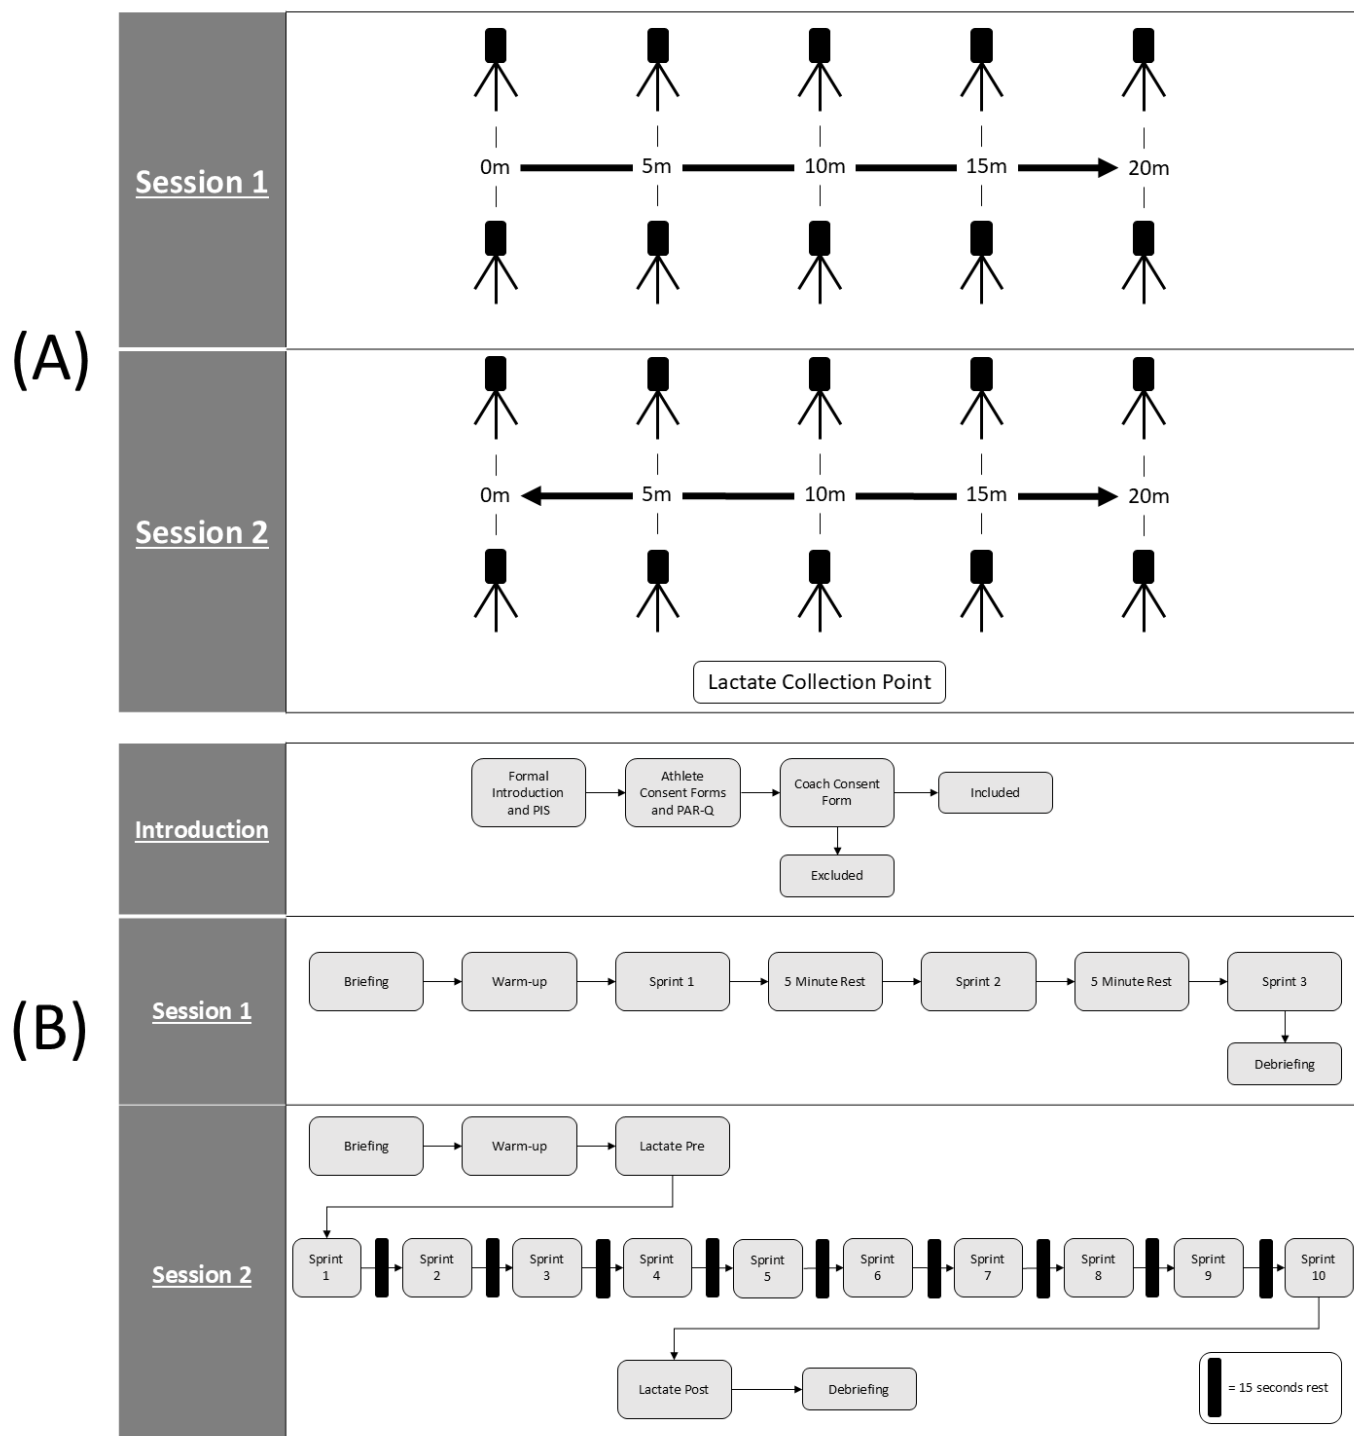 (A)
Session 1
0m 5m 10m 15m 20m
Session 2
0m 5m 10m 15m 20m
Lactate Collection Point
(B)
Introduction
Formal
Introduction
and PIS
Athlete
Consent Forms
and PAR-Q
Coach Consent
Form
Included
Excluded
Session 1
Briefing
Warm-up
Sprint 1
5 Minute Rest
Sprint 2
5 Minute Rest
Sprint 3
Debriefing
Session 2
Briefing
Warm-up
Lactate Pre
Sprint
1
Sprint
2
Sprint
3
Sprint
4
Sprint
5
Sprint
6
Sprint
7
Sprint
8
Sprint
9
Sprint
10
Lactate Post
Debriefing
= 15 seconds rest